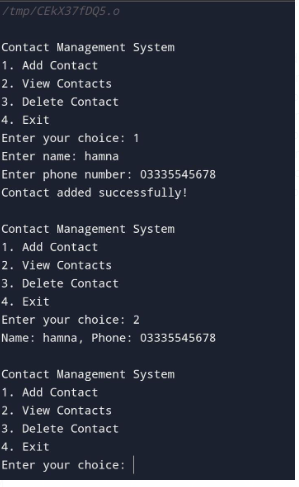 /tmp/CEkX37fDQ5.o
Contact Management System
1. Add Contact
2. View Contacts
3. Delete Contact
4. Exit
Enter your choice: 1
Enter name: hamna
Enter phone number: 03335545678
Contact added successfully!
Contact Management System
1. Add Contact
2. View Contacts
3. Delete Contact
4. Exit
Enter your choice: 2
Name: hamna, Phone: 03335545678
Contact Management System
1. Add Contact
2. View Contacts
3. Delete Contact
4. Exit
Enter your choice: